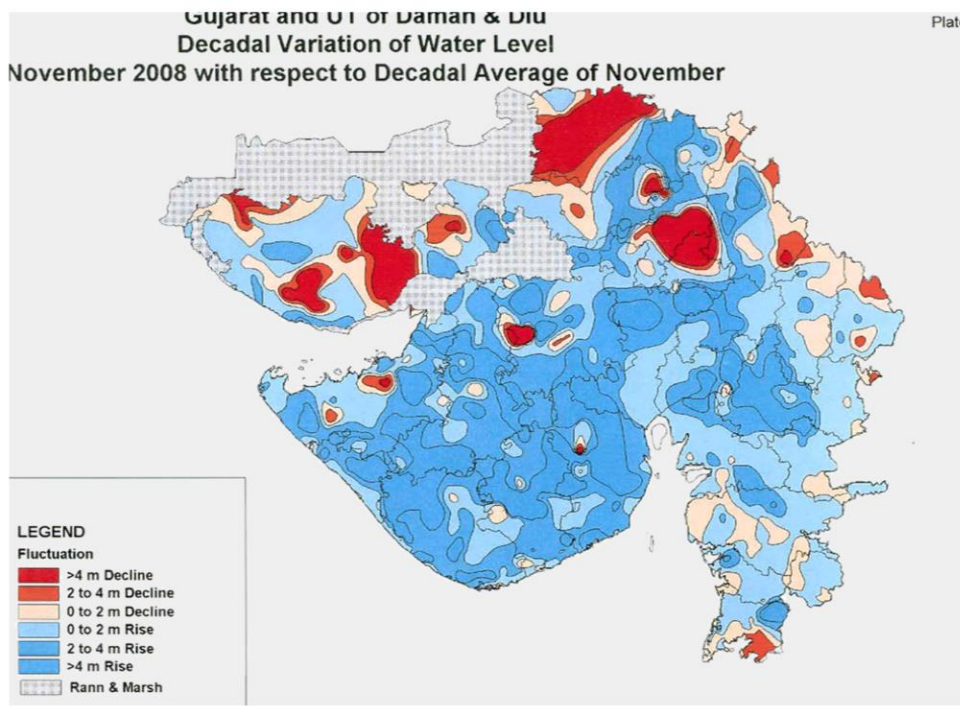 Gujarat and UT of Daman & Diu
Decadal Variation of Water Level
November 2008 with respect to Decadal Average of November
Plat
LEGEND
Fluctuation
>4 m Decline
2 to 4 m Decline
0 to 2 m Decline
0 to 2 m Rise
2 to 4 m Rise
>4 m Rise
Rann & Marsh